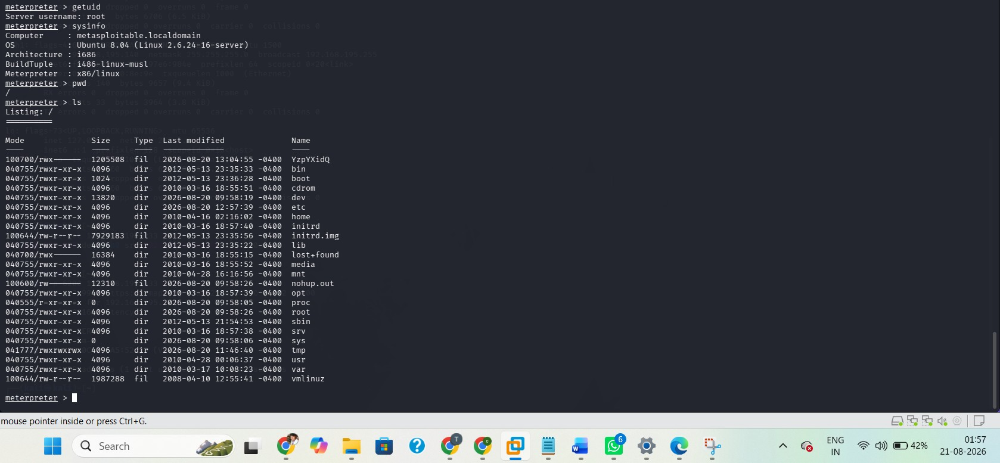 meterpreter > getuid
Server username: root
meterpreter > sysinfo
Computer     : metasploitable.localdomain
OS           : Ubuntu 8.04 (Linux 2.6.24-16-server)
Architecture : i686
BuildTuple   : i486-linux-musl
Meterpreter  : x86/linux
meterpreter > pwd
/
meterpreter > ls
Listing: /
==========
Mode              Size     Type  Last modified              Name
----              ----     ----  -------------              ----
100700/rwx------  1205508  fil   2026-08-20 13:04:55 -0400  YzpYXidQ
040755/rwxr-xr-x  4096     dir   2012-05-13 23:35:33 -0400  bin
040755/rwxr-xr-x  1024     dir   2012-05-13 23:36:28 -0400  boot
040755/rwxr-xr-x  4096     dir   2010-03-16 18:55:51 -0400  cdrom
040755/rwxr-xr-x  13820    dir   2026-08-20 09:58:19 -0400  dev
040755/rwxr-xr-x  4096     dir   2026-08-20 12:57:39 -0400  etc
040755/rwxr-xr-x  4096     dir   2010-04-16 02:16:02 -0400  home
040755/rwxr-xr-x  4096     dir   2010-03-16 18:57:40 -0400  initrd
100644/rw-r--r--  7929183  fil   2012-05-13 23:35:56 -0400  initrd.img
040755/rwxr-xr-x  4096     dir   2012-05-13 23:35:22 -0400  lib
040700/rwx------  16384    dir   2010-03-16 18:55:15 -0400  lost+found
040755/rwxr-xr-x  4096     dir   2010-03-16 18:55:52 -0400  media
040755/rwxr-xr-x  4096     dir   2010-04-28 16:16:56 -0400  mnt
100600/rw-------  12310    fil   2026-08-20 09:58:26 -0400  nohup.out
040755/rwxr-xr-x  4096     dir   2010-03-16 18:57:39 -0400  opt
040555/r-xr-xr-x  0        dir   2026-08-20 09:58:05 -0400  proc
040755/rwxr-xr-x  4096     dir   2026-08-20 09:58:26 -0400  root
040755/rwxr-xr-x  4096     dir   2012-05-13 21:54:53 -0400  sbin
040755/rwxr-xr-x  4096     dir   2010-03-16 18:57:38 -0400  srv
040755/rwxr-xr-x  0        dir   2026-08-20 09:58:06 -0400  sys
041777/rwxrwxrwx  4096     dir   2026-08-20 11:46:40 -0400  tmp
040755/rwxr-xr-x  4096     dir   2010-04-28 00:06:37 -0400  usr
040755/rwxr-xr-x  4096     dir   2010-03-17 10:08:23 -0400  var
100644/rw-r--r--  1987288  fil   2008-04-10 12:55:41 -0400  vmlinuz
meterpreter >
mouse pointer inside or press Ctrl+G.
Search
T
c
6
ENG
IN
42%
01:57
21-08-2026